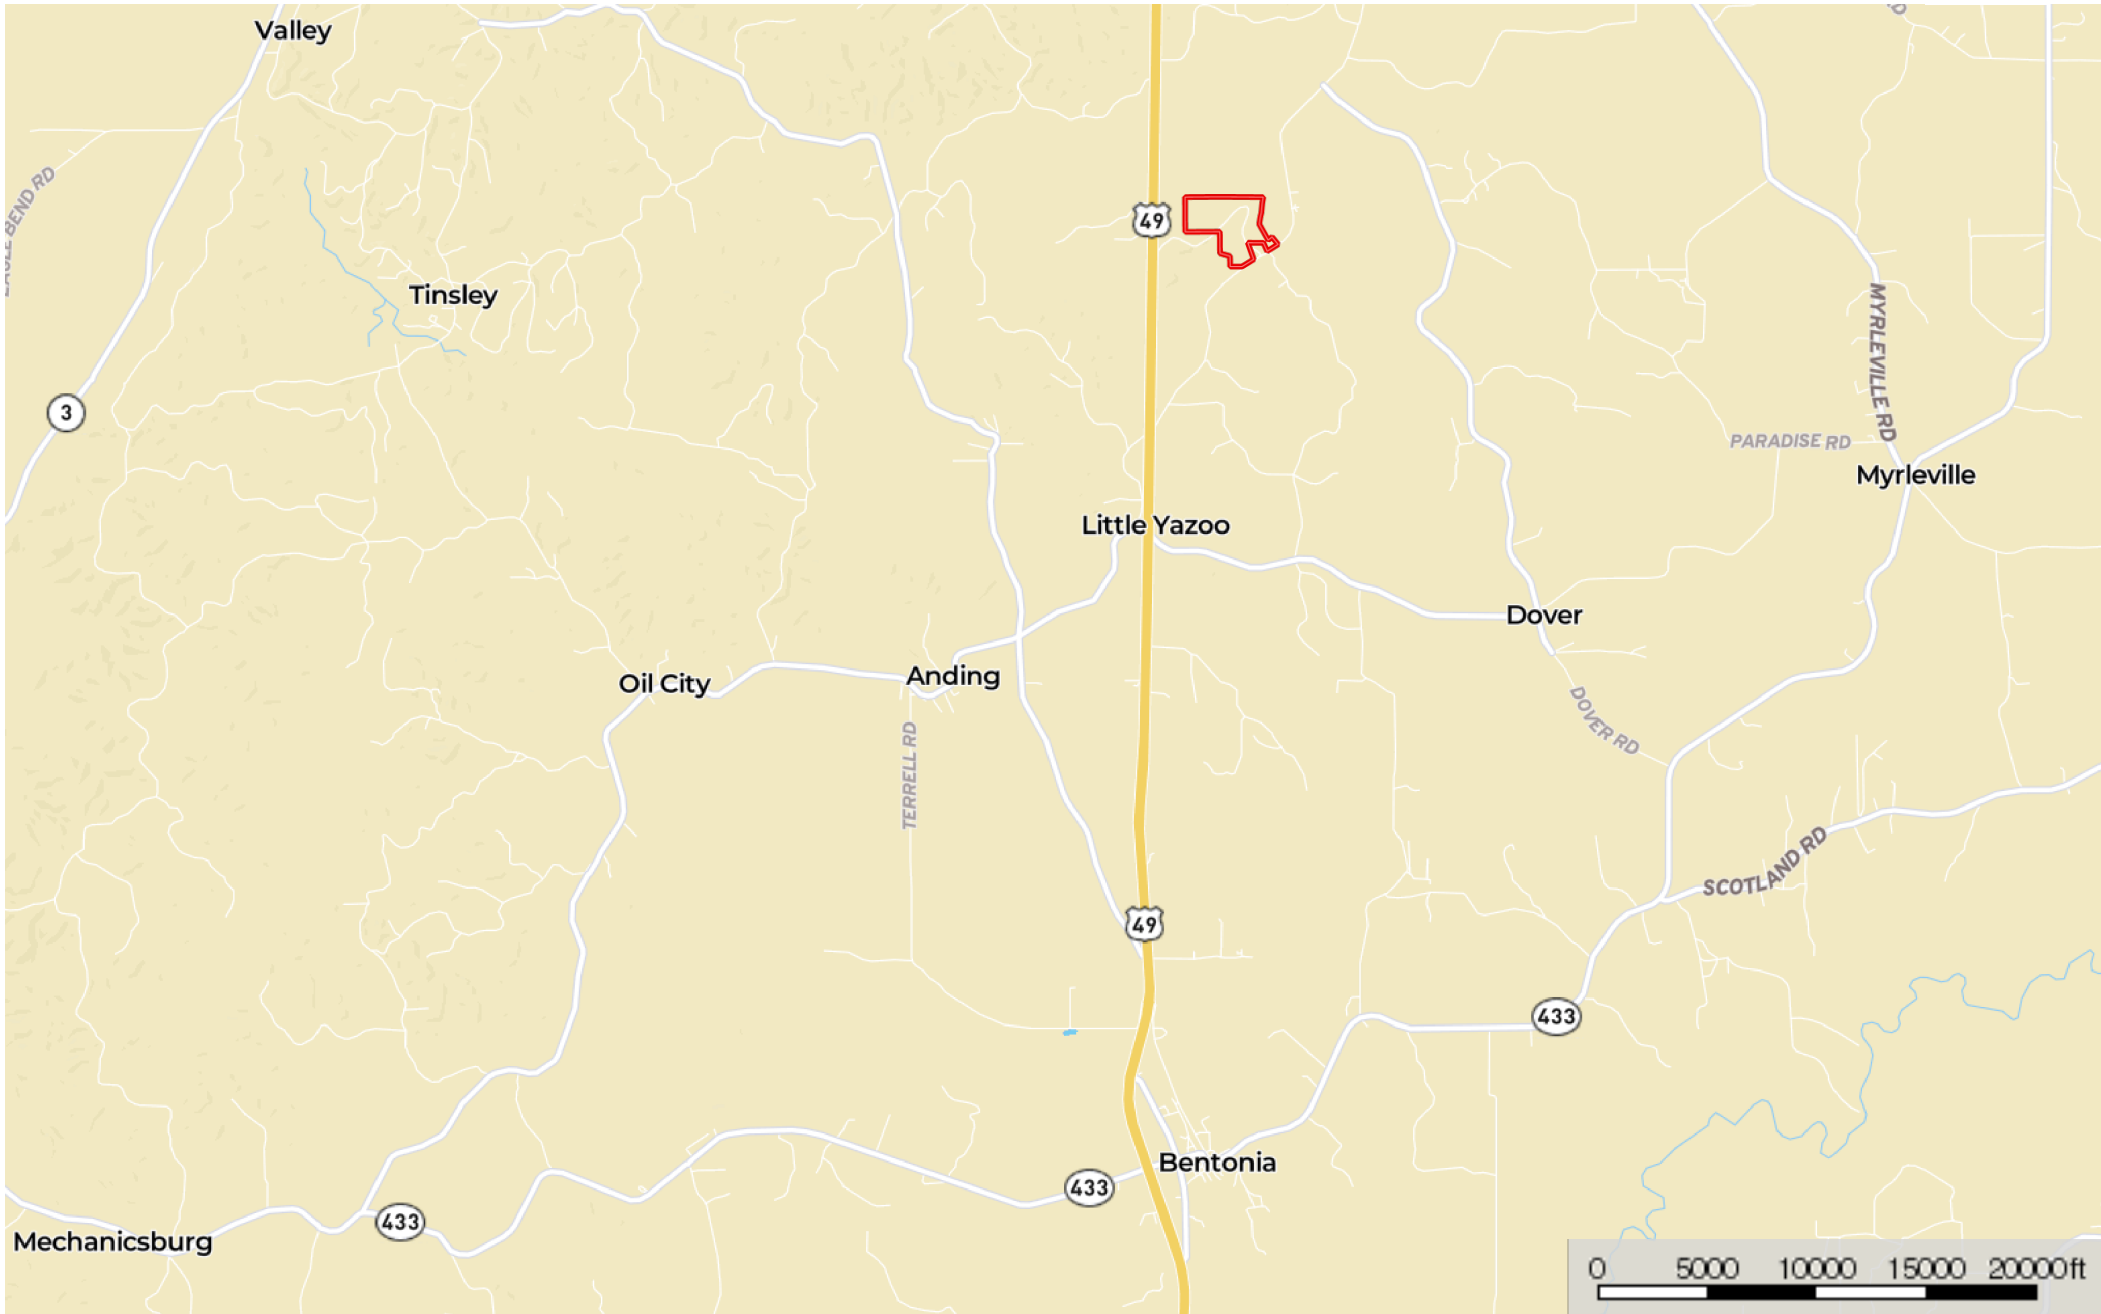 Valley
RD
EAGLE BEND RD
49
Tinsley
MYRLEVILLE RD
3
PARADISE RD
Myrleville
Little Yazoo
Dover
Oil City
Anding
DOVER RD
TERRELL RD
SCOTLAND RD
49
433
Bentonia
433
433
Mechanicsburg
0 5000 10000 15000 20000ft